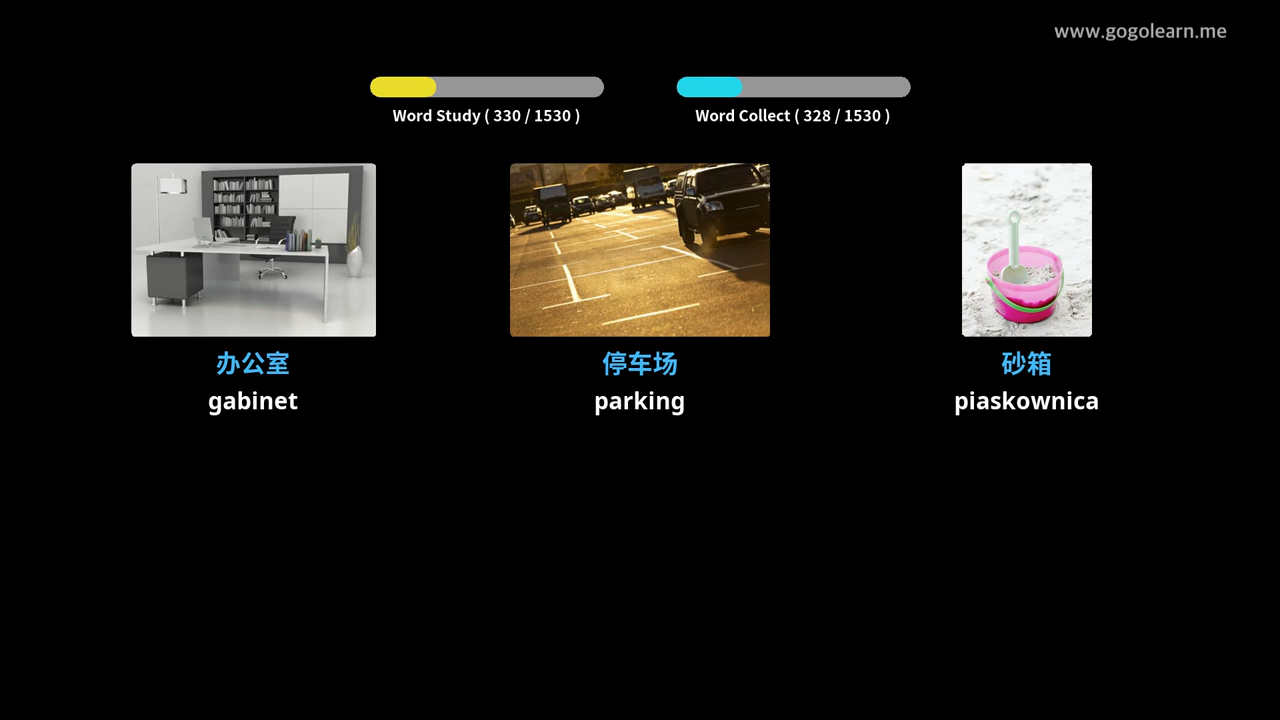 www.gogolearn.me
Word Study ( 330 / 1530 )
Word Collect ( 328 / 1530 )
办公室
gabinet
停车场
parking
砂箱
piaskownica